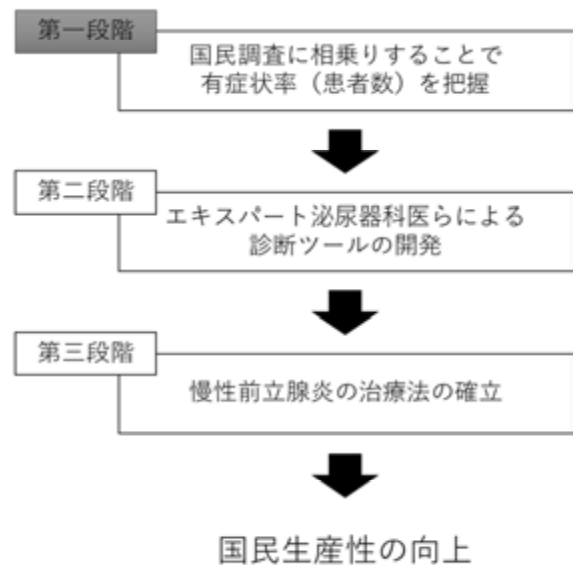 第一段階
国民調査に相乗りすることで
有症状率（患者数）を把握
第二段階
エキスパート泌尿器科医らによる
診断ツールの開発
第三段階
慢性前立腺炎の治療法の確立
国民生産性の向上